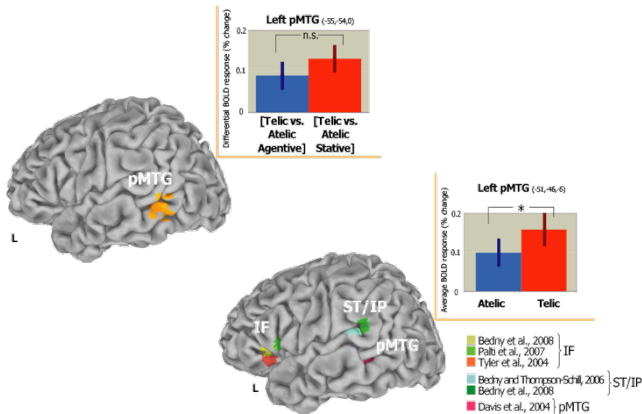 Left pMTG (-55,-54,0)
Differential BOLD response (% change)
0.2
0.1
0
n.s.
[Telic vs. Atelic Agentive]
[Telic vs. Atelic Stative]
pMTG
L
Left pMTG (-51,-46,-6)
Average BOLD response (% change)
0.2
0.1
0
*
Atelic
Telic
IF
ST/IP
pMTG
L
Bedny et al., 2008
Palti et al., 2007
Tyler et al., 2004
IF
Bedny and Thompson-Schill, 2006
Bedny et al., 2008
ST/IP
Davis et al., 2004
pMTG